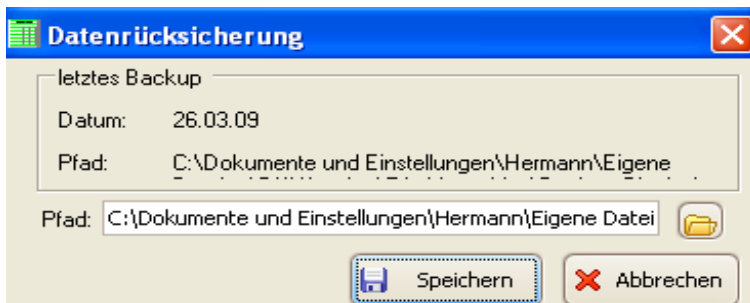 Datenrücksicherung
letztes Backup
Datum: 26.03.09
Pfad: C:\Dokumente und Einstellungen\Hermann\Eigene
Pfad: C:\Dokumente und Einstellungen\Hermann\Eigene Datei
Speichern Abbrechen